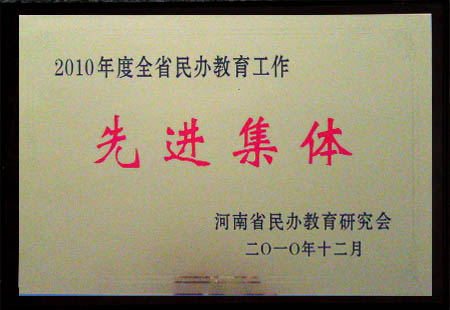 2010年度全省民办教育工作
先进集体
河南省民办教育研究会
二〇一〇年十二月